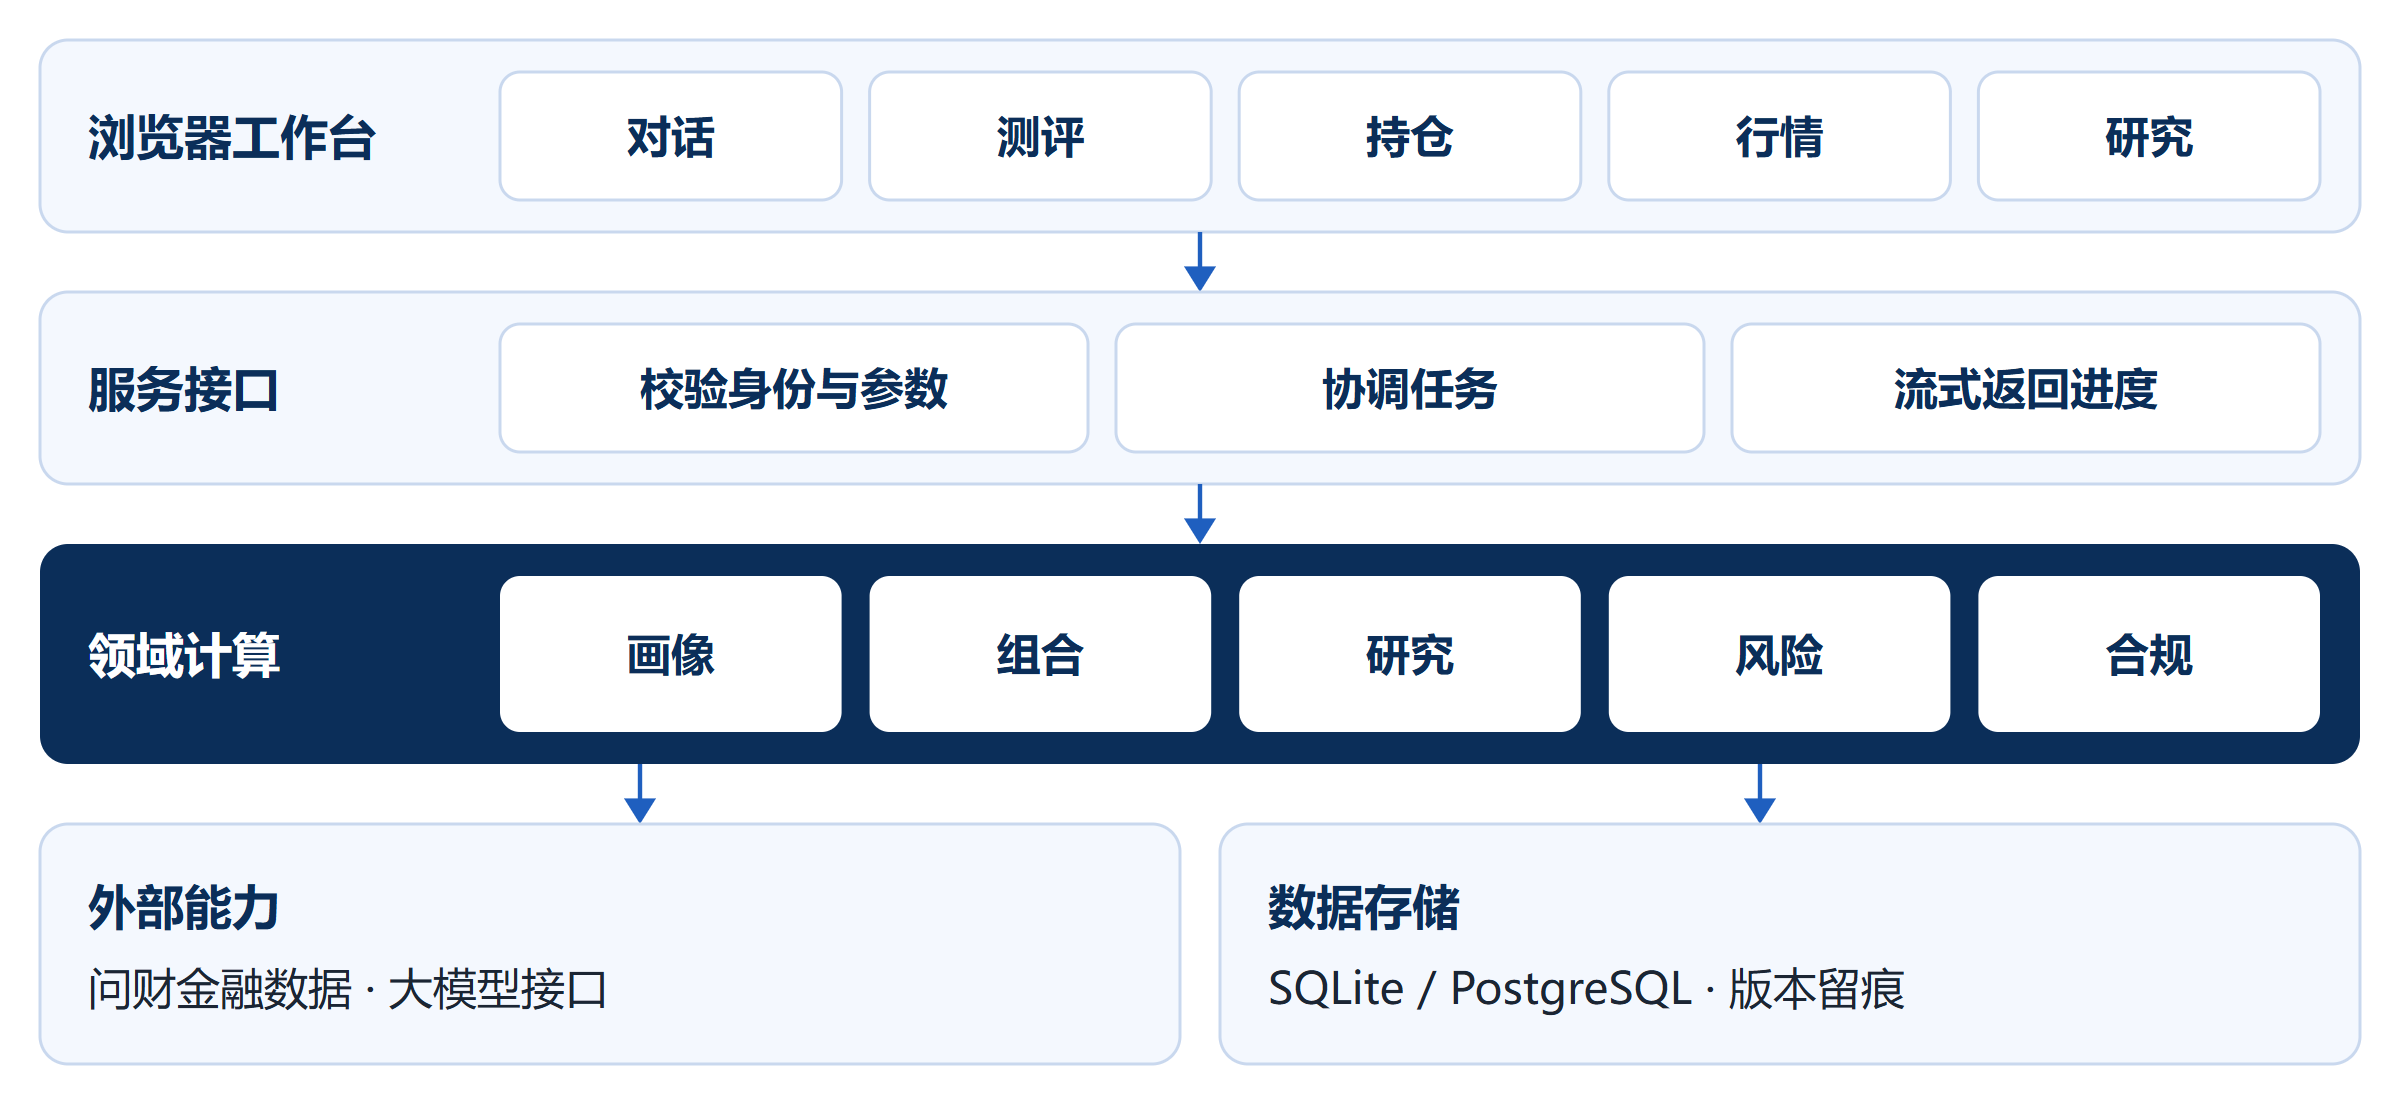 浏览器工作台
对话
测评
持仓
行情
研究
服务接口
校验身份与参数
协调任务
流式返回进度
领域计算
画像
组合
研究
风险
合规
外部能力
问财金融数据 · 大模型接口
数据存储
SQLite / PostgreSQL · 版本留痕